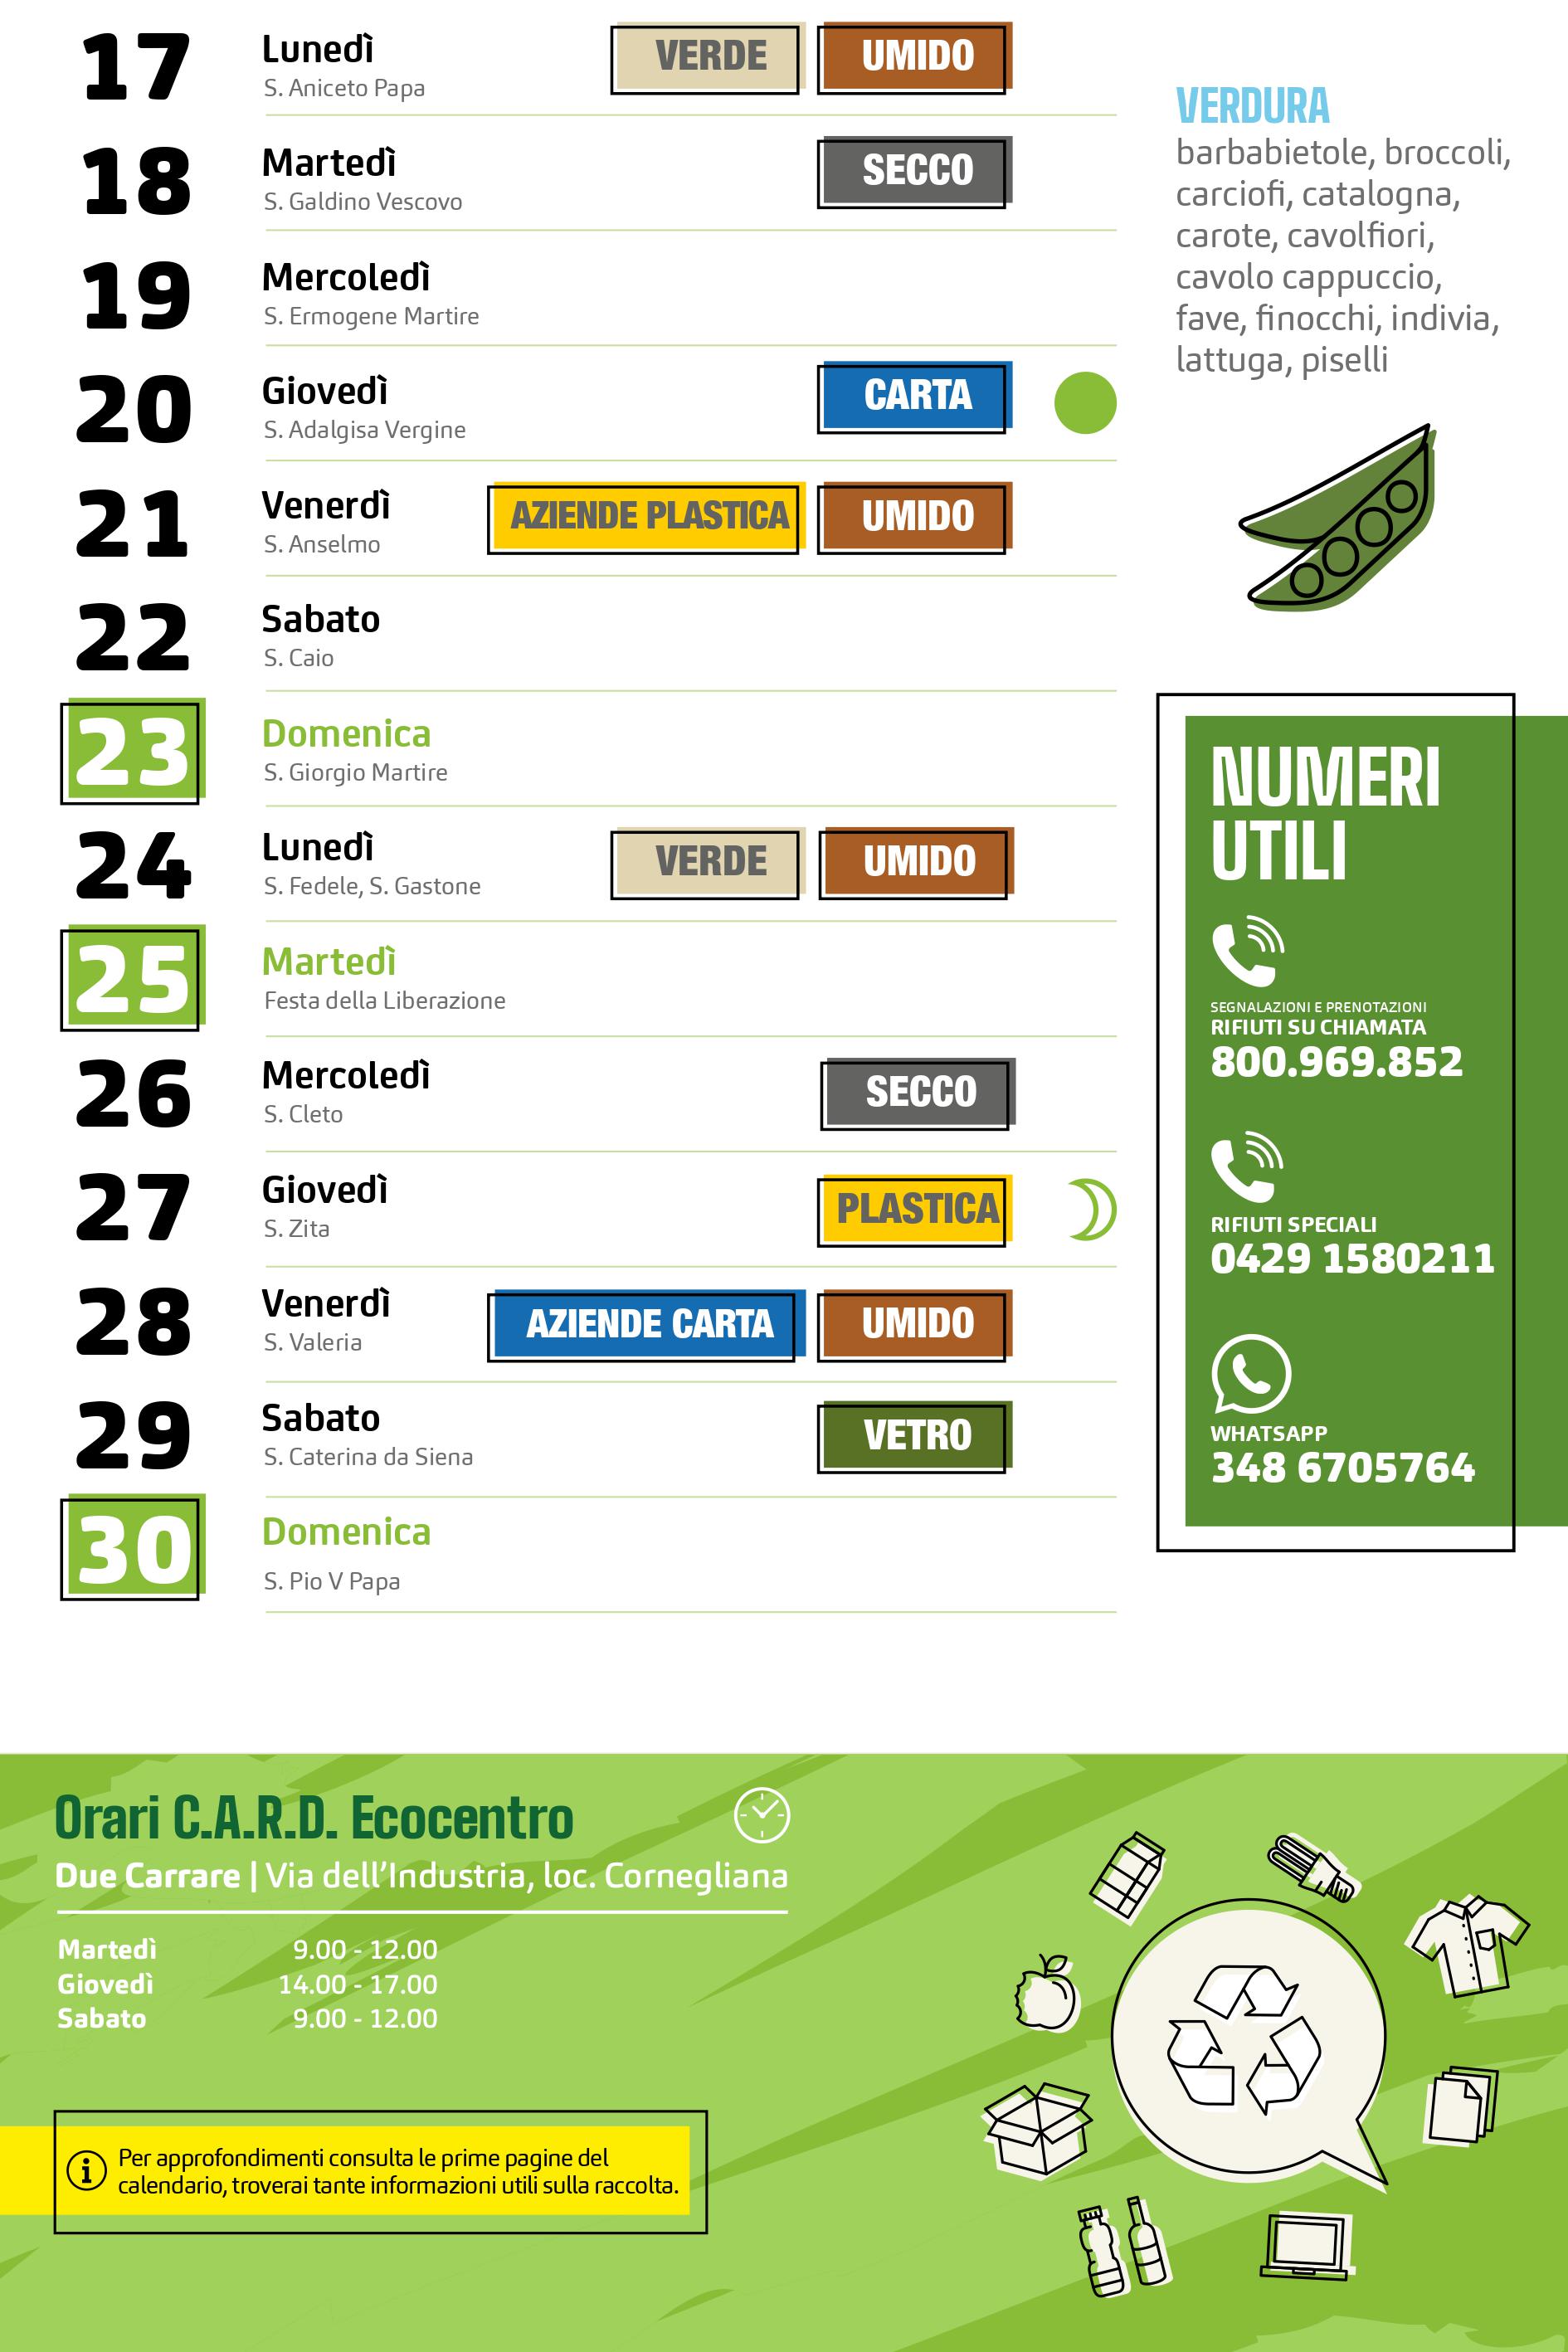 17
Lunedì
S. Aniceto Papa
VERDE
UMIDO
18
Martedì
S. Galdino Vescovo
SECCO
19
Mercoledì
S. Ermogene Martire
20
Giovedì
S. Adalgisa Vergine
CARTA
21
Venerdì
S. Anselmo
AZIENDE PLASTICA
UMIDO
22
Sabato
S. Caio
23
Domenica
S. Giorgio Martire
24
Lunedì
S. Fedele, S. Gastone
VERDE
UMIDO
25
Martedì
Festa della Liberazione
26
Mercoledì
S. Cleto
SECCO
27
Giovedì
S. Zita
PLASTICA
28
Venerdì
S. Valeria
AZIENDE CARTA
UMIDO
29
Sabato
S. Caterina da Siena
VETRO
30
Domenica
S. Pio V Papa
VERDURA
barbabietole, broccoli,
carciofi, catalogna,
carote, cavolfiori,
cavolo cappuccio,
fave, finocchi, indivia,
lattuga, piselli
NUMERI
UTILI
SEGNALAZIONI E PRENOTAZIONI
RIFIUTI SU CHIAMATA
800.969.852
RIFIUTI SPECIALI
0429 1580211
WHATSAPP
348 6705764
Orari C.A.R.D. Ecocentro
Due Carrare | Via dell'Industria, loc. Cornegliana
Martedì 9.00 - 12.00
Giovedì 14.00 - 17.00
Sabato 9.00 - 12.00
Per approfondimenti consulta le prime pagine del
calendario, troverai tante informazioni utili sulla raccolta.